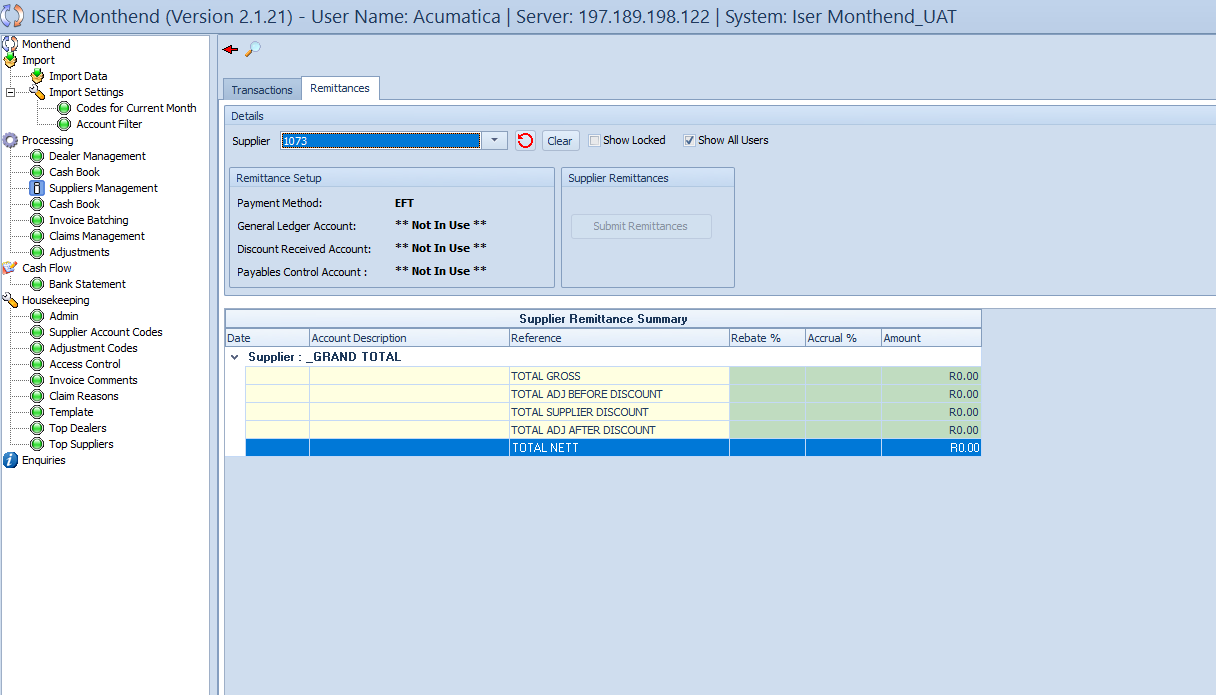 ISER Monthend (Version 2.1.21) - User Name: Acumatica | Server: 197.189.198.122 | System: Iser Monthend_UAT
Monthend
Import
Import Data
Import Settings
Codes for Current Month
Account Filter
Processing
Dealer Management
Cash Book
Suppliers Management
Cash Book
Invoice Batching
Claims Management
Adjustments
Cash Flow
Bank Statement
Housekeeping
Admin
Supplier Account Codes
Adjustment Codes
Access Control
Invoice Comments
Claim Reasons
Template
Top Dealers
Top Suppliers
Enquiries
Transactions Remittances
Details
Supplier 1073 Clear Show Locked Show All Users
Remittance Setup
Payment Method: EFT
General Ledger Account: ** Not In Use **
Discount Received Account: ** Not In Use **
Payables Control Account : ** Not In Use **
Supplier Remittances
Submit Remittances
Supplier Remittance Summary
Date Account Description Reference Rebate % Accrual % Amount
Supplier : _GRAND TOTAL
TOTAL GROSS R0.00
TOTAL ADJ BEFORE DISCOUNT R0.00
TOTAL SUPPLIER DISCOUNT R0.00
TOTAL ADJ AFTER DISCOUNT R0.00
TOTAL NETT R0.00